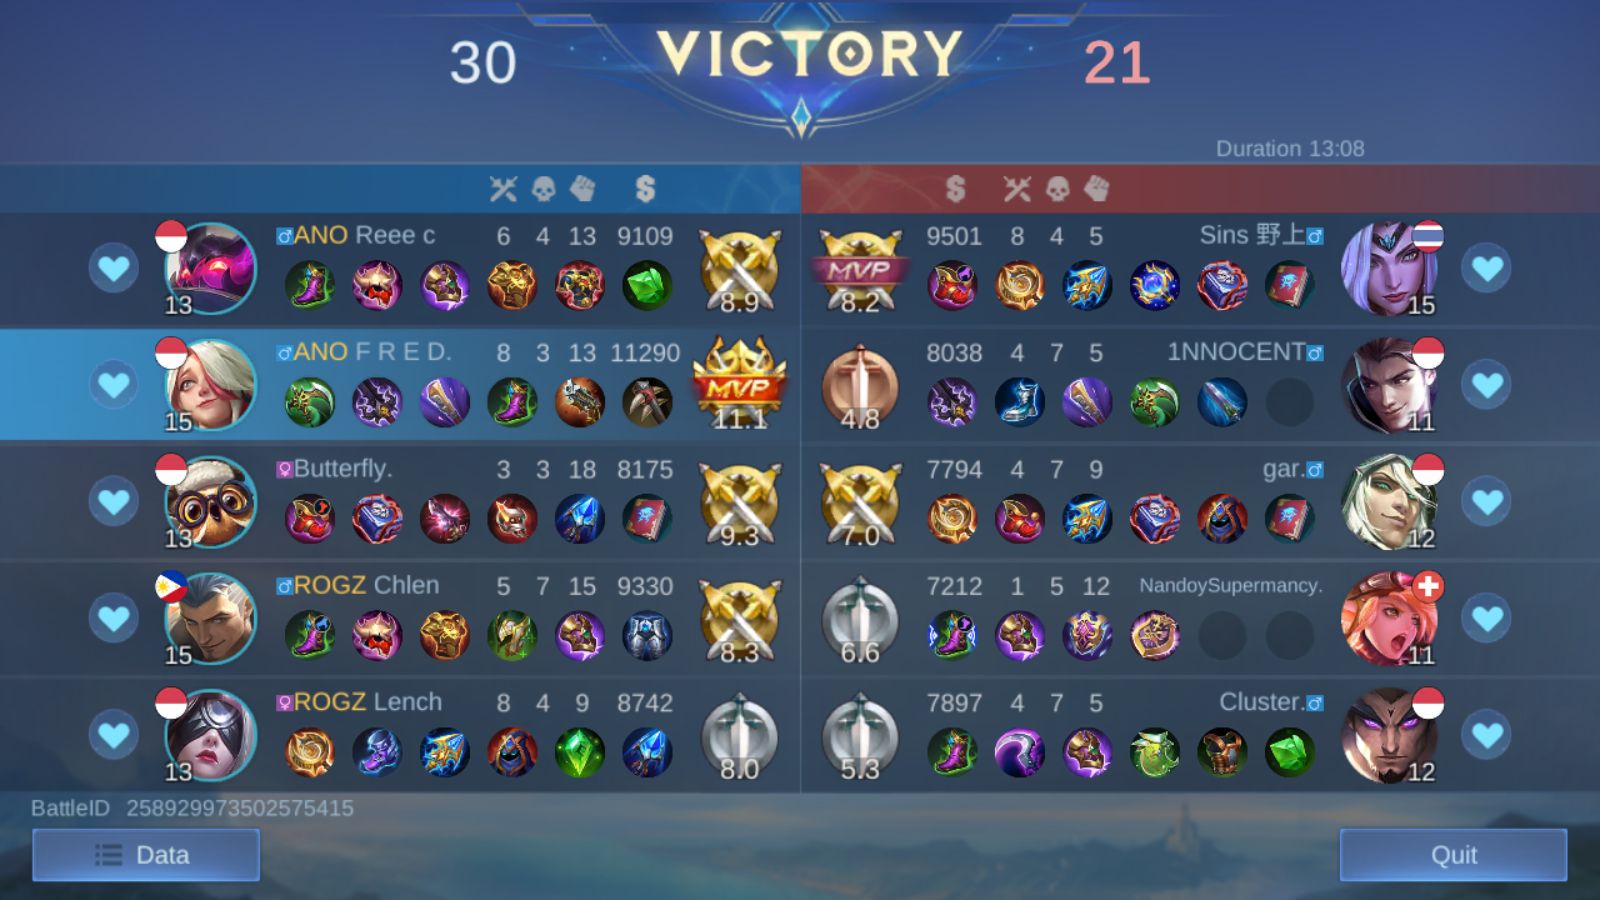 30 VICTORY 21
Duration 13:08
ANO Reee c 6 4 13 9109
13 8.9
MVP 9501 8 4 5 Sins 野上
8.2 15
ANO F R E D. 8 3 13 11290 MVP
15 11.1
8038 4 7 5 1NNOCENT
4.8 11
Butterfly. 3 3 18 8175
13 9.3
7794 4 7 9 gar.
7.0 12
ROGZ Chlen 5 7 15 9330
15 8.3
7212 1 5 12 NandoySupermancy.
6.6 11
ROGZ Lench 8 4 9 8742
13 8.0
7897 4 7 5 Cluster.
5.3 12
BattleID 258929973502575415
Data Quit